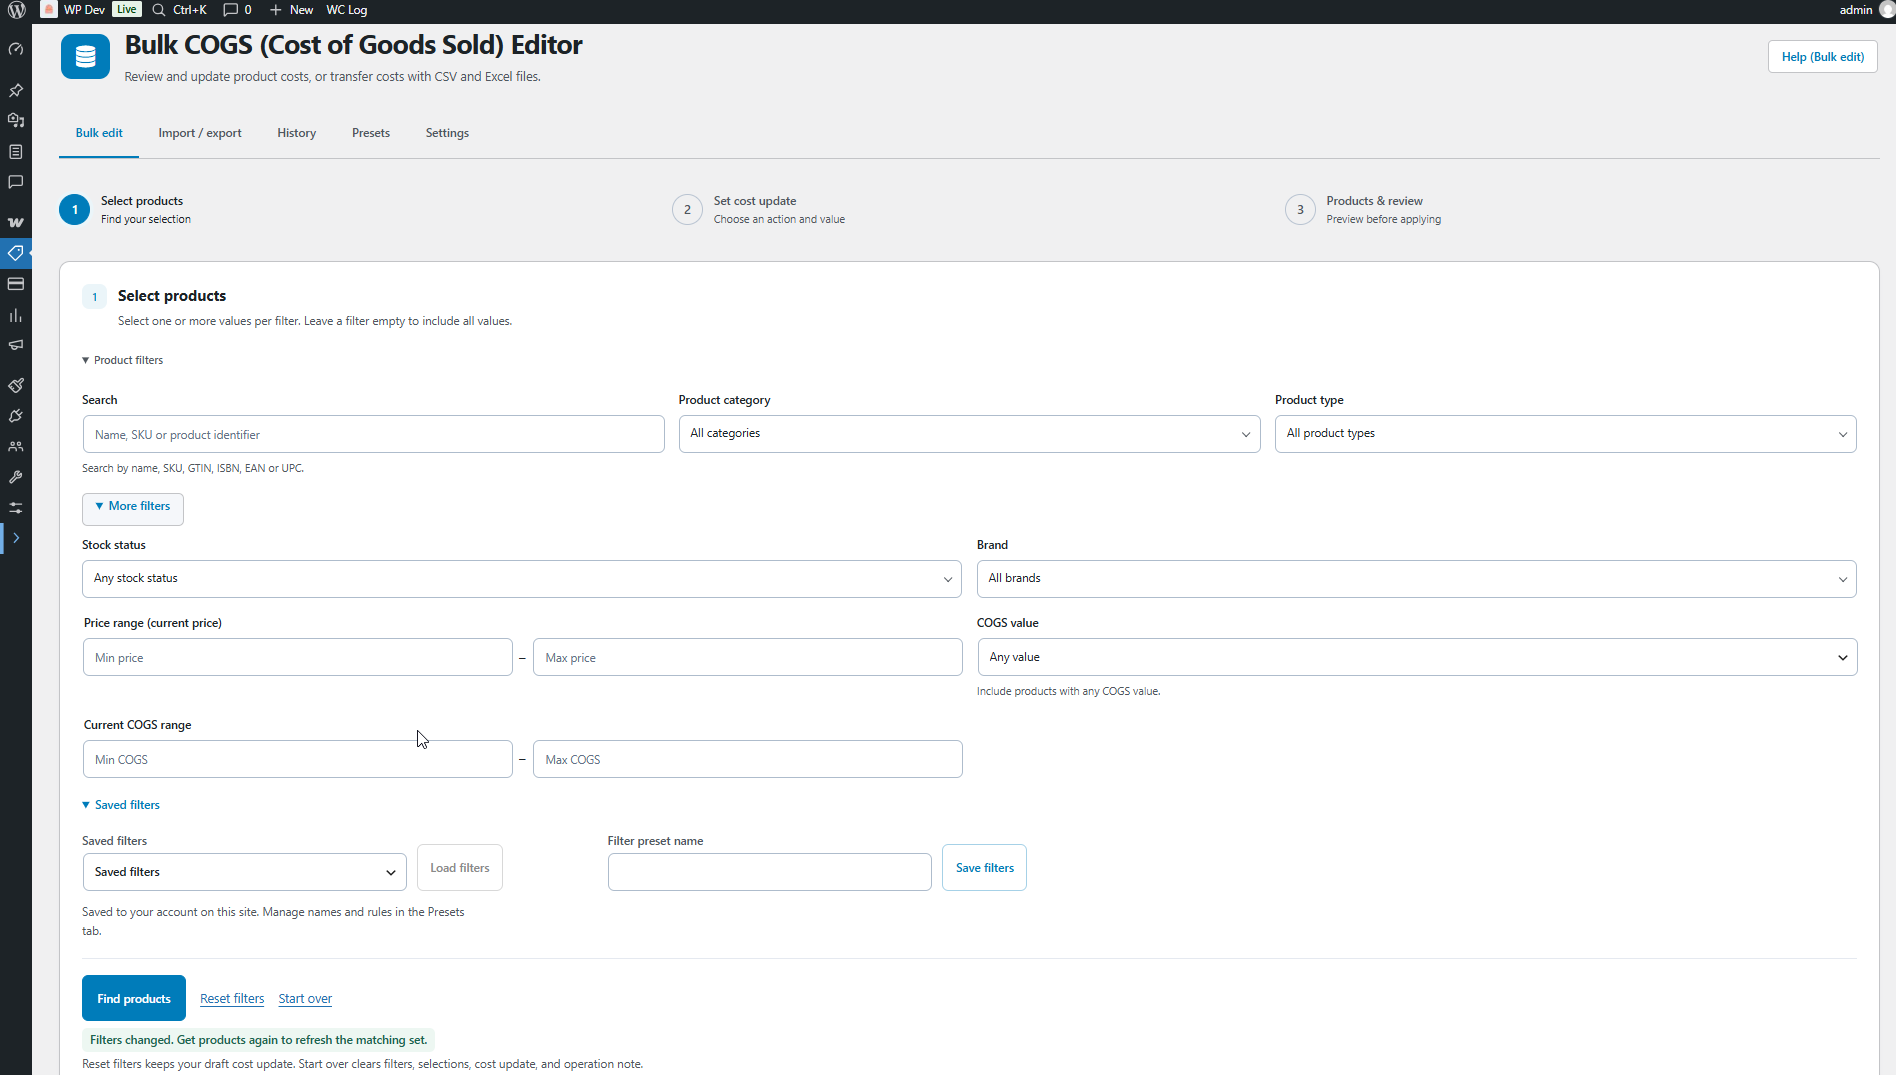 WP Dev Live Ctrl+K 0 New WC Log admin
Bulk COGS (Cost of Goods Sold) Editor
Review and update product costs, or transfer costs with CSV and Excel files.
Help (Bulk edit)
Bulk edit Import / export History Presets Settings
1 Select products
Find your selection
2 Set cost update
Choose an action and value
3 Products & review
Preview before applying
1 Select products
Select one or more values per filter. Leave a filter empty to include all values.
▼ Product filters
Search Product category Product type
Name, SKU or product identifier All categories All product types
Search by name, SKU, GTIN, ISBN, EAN or UPC.
▼ More filters
Stock status Brand
Any stock status All brands
Price range (current price) COGS value
Min price – Max price Any value
Include products with any COGS value.
Current COGS range
Min COGS – Max COGS
▼ Saved filters
Saved filters Filter preset name
Saved filters Load filters Save filters
Saved to your account on this site. Manage names and rules in the Presets
tab.
Find products Reset filters Start over
Filters changed. Get products again to refresh the matching set.
Reset filters keeps your draft cost update. Start over clears filters, selections, cost update, and operation note.